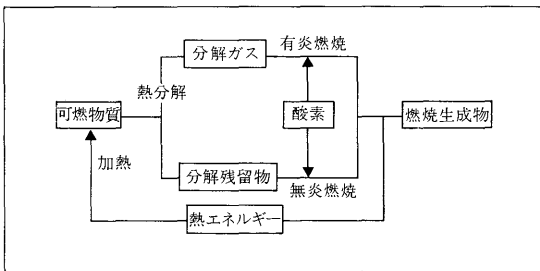 分解ガス
有炎燃焼
熱分解
可燃物質
酸素
燃焼生成物
加熱
分解残留物
無炎燃焼
熱エネルギー